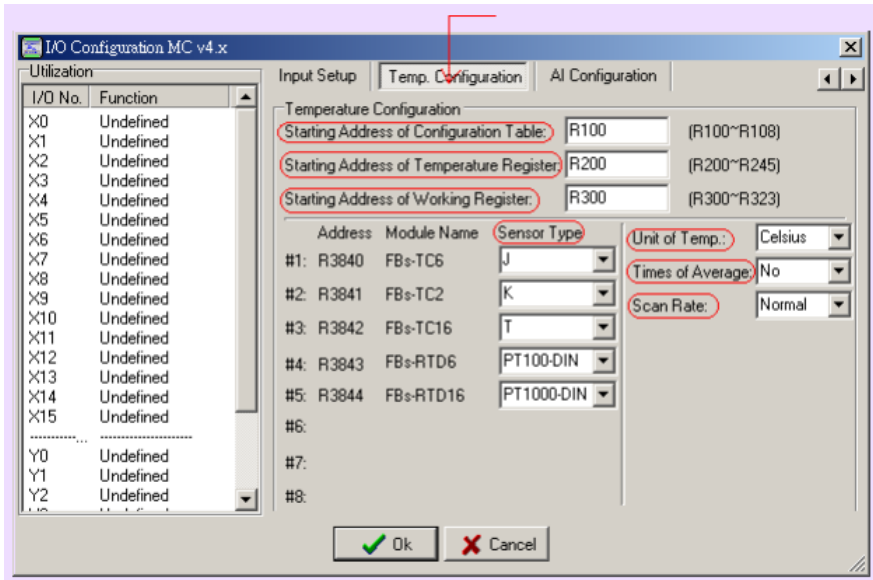 I/O Configuration MC v4.x
Utilization
I/O No. Function
X0 Undefined
X1 Undefined
X2 Undefined
X3 Undefined
X4 Undefined
X5 Undefined
X6 Undefined
X7 Undefined
X8 Undefined
X9 Undefined
X10 Undefined
X11 Undefined
X12 Undefined
X13 Undefined
X14 Undefined
X15 Undefined
-----------... ----------------------
Y0 Undefined
Y1 Undefined
Y2 Undefined
Input Setup Temp. Configuration AI Configuration
Temperature Configuration
Starting Address of Configuration Table: R100 (R100~R108)
Starting Address of Temperature Register: R200 (R200~R245)
Starting Address of Working Register: R300 (R300~R323)
Address Module Name Sensor Type
#1: R3840 FBs-TC6 J
#2: R3841 FBs-TC2 K
#3: R3842 FBs-TC16 T
#4: R3843 FBs-RTD6 PT100-DIN
#5: R3844 FBs-RTD16 PT1000-DIN
#6:
#7:
#8:
Unit of Temp.: Celsius
Times of Average: No
Scan Rate: Normal
Ok Cancel